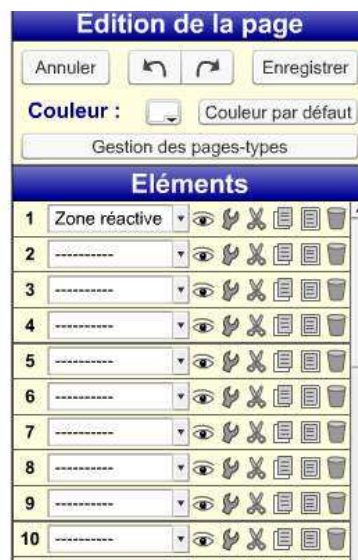 Edition de la page
Annuler Enregistrer
Couleur : Couleur par défaut
Gestion des pages-types
Eléments
1 Zone réactive
2 ----------
3 ----------
4 ----------
5 ----------
6 ----------
7 ----------
8 ----------
9 ----------
10 ----------